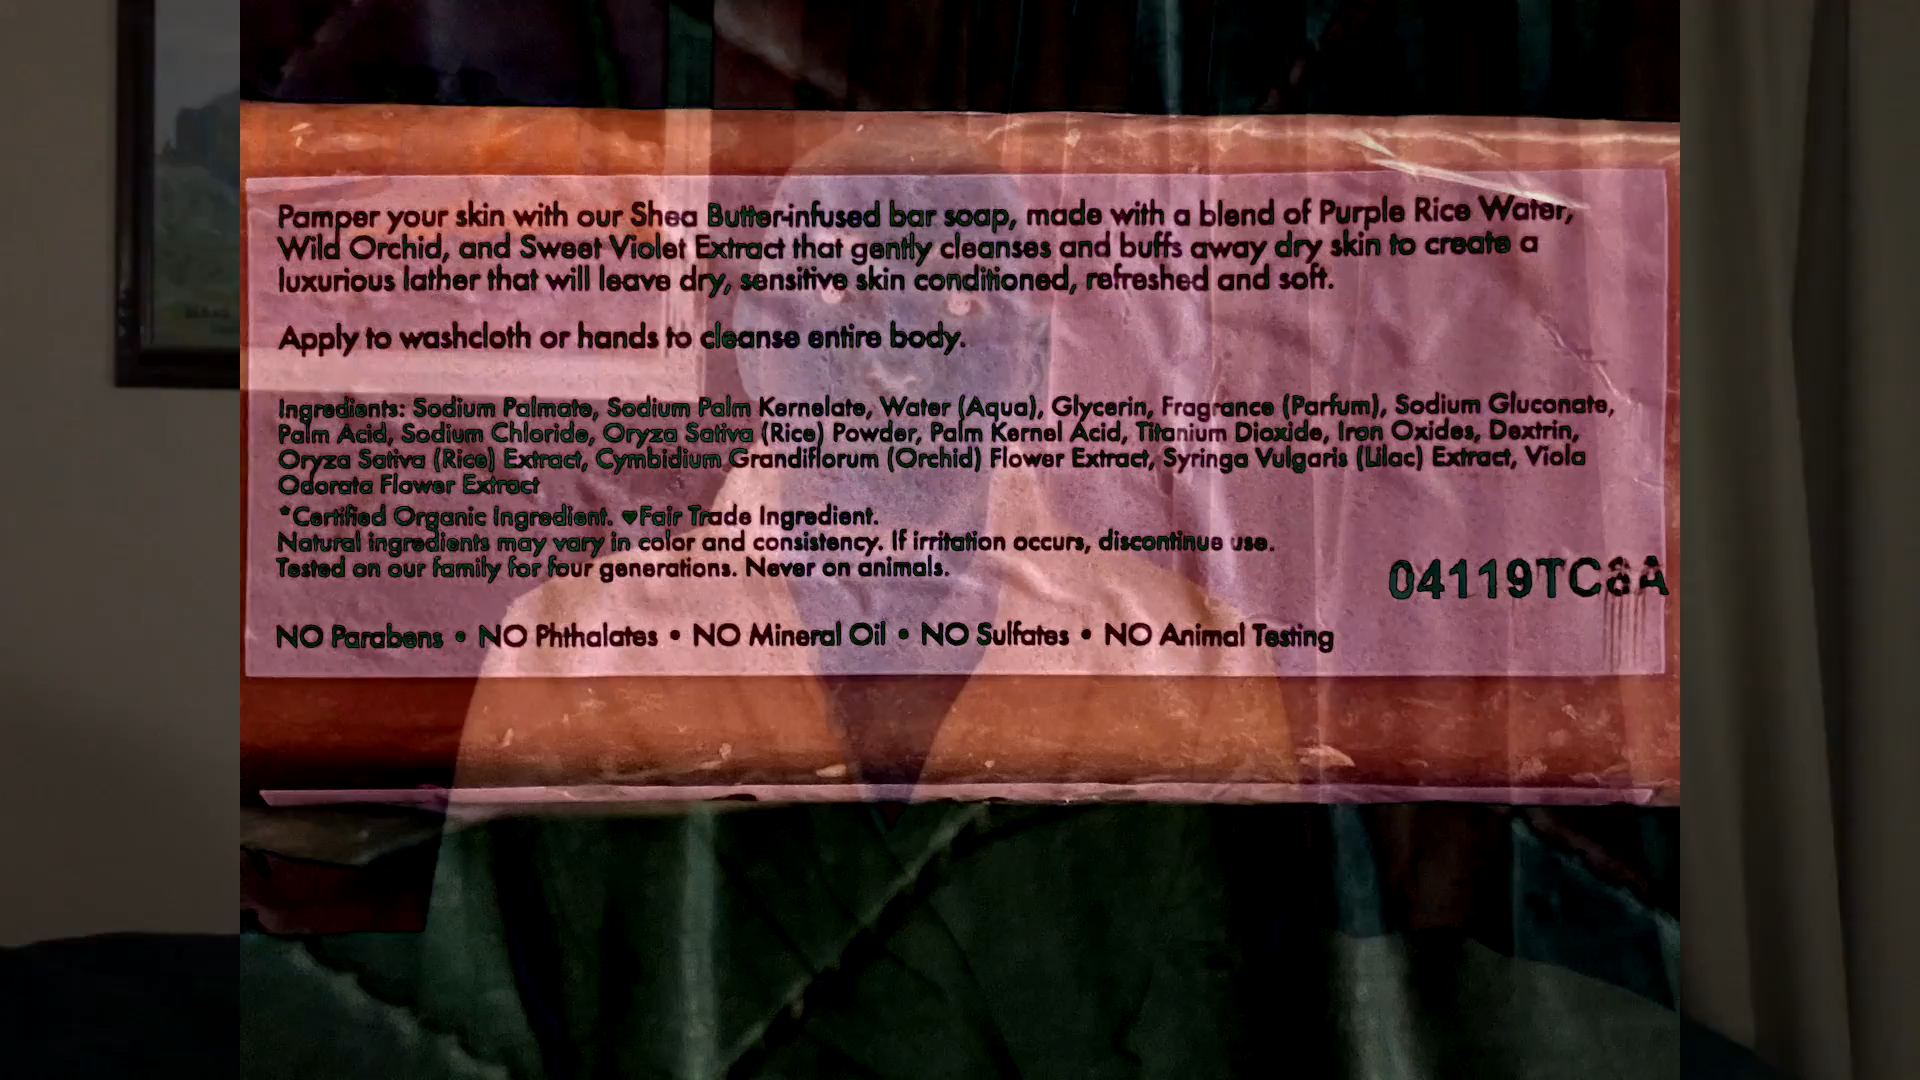 Pamper your skin with our Shea Butter-infused bar soap, made with a blend of Purple Rice Water,
Wild Orchid, and Sweet Violet Extract that gently cleanses and buffs away dry skin to create a
luxurious lather that will leave dry, sensitive skin conditioned, refreshed and soft.
Apply to washcloth or hands to cleanse entire body.
Ingredients: Sodium Palmate, Sodium Palm Kernelate, Water (Aqua), Glycerin, Fragrance (Parfum), Sodium Gluconate,
Palm Acid, Sodium Chloride, Oryza Sativa (Rice) Powder, Palm Kernel Acid, Titanium Dioxide, Iron Oxides, Dextrin,
Oryza Sativa (Rice) Extract, Cymbidium Grandiflorum (Orchid) Flower Extract, Syringa Vulgaris (Lilac) Extract, Viola
Odorata Flower Extract
*Certified Organic Ingredient. ♥Fair Trade Ingredient.
Natural ingredients may vary in color and consistency. If irritation occurs, discontinue use.
Tested on our family for four generations. Never on animals.
04119TC8A
NO Parabens • NO Phthalates • NO Mineral Oil • NO Sulfates • NO Animal Testing